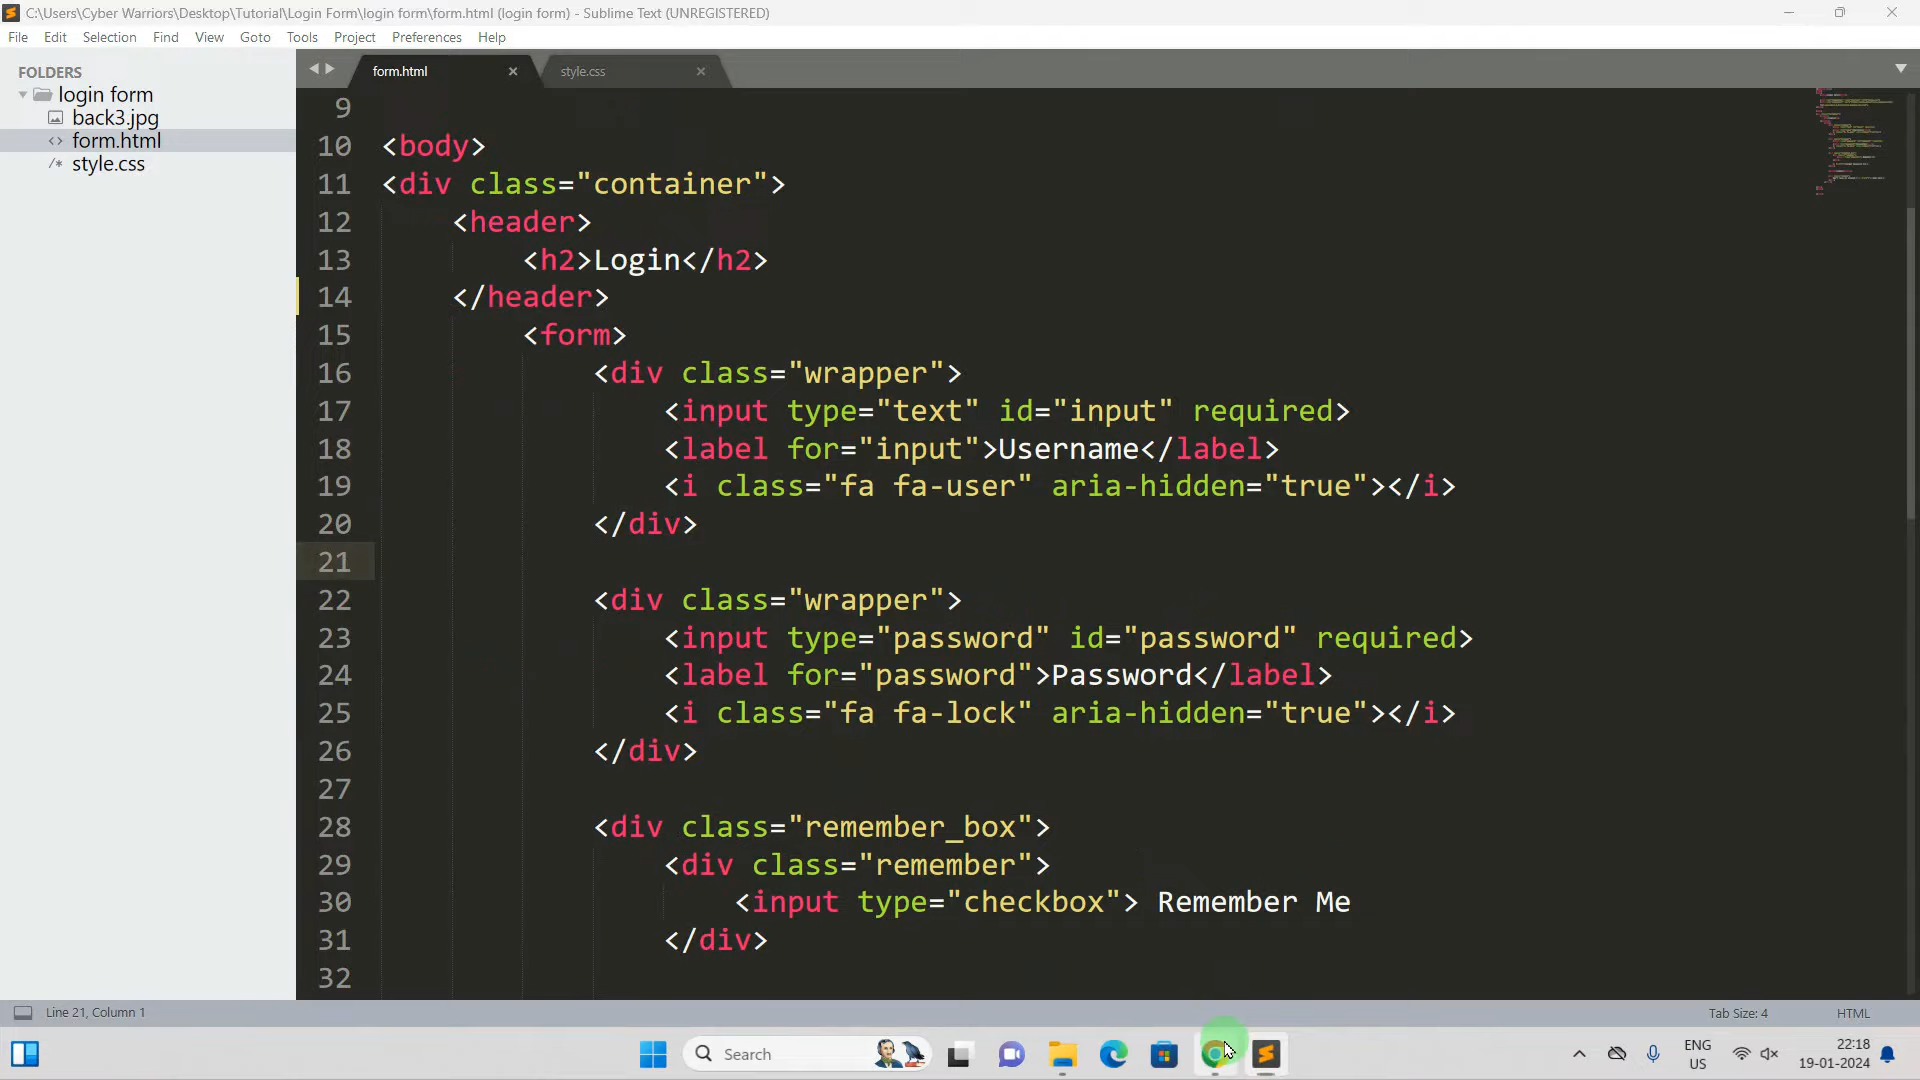 C:\Users\Cyber Warriors\Desktop\Tutorial\Login Form\login form\form.html (login form) - Sublime Text (UNREGISTERED)
File Edit Selection Find View Goto Tools Project Preferences Help
FOLDERS
login form
back3.jpg
<> form.html
/* style.css
form.html
style.css
9
10 <body>
11 <div class="container">
12 <header>
13 <h2>Login</h2>
14 </header>
15 <form>
16 <div class="wrapper">
17 <input type="text" id="input" required>
18 <label for="input">Username</label>
19 <i class="fa fa-user" aria-hidden="true"></i>
20 </div>
21
22 <div class="wrapper">
23 <input type="password" id="password" required>
24 <label for="password">Password</label>
25 <i class="fa fa-lock" aria-hidden="true"></i>
26 </div>
27
28 <div class="remember_box">
29 <div class="remember">
30 <input type="checkbox"> Remember Me
31 </div>
32
Line 21, Column 1
Tab Size: 4
HTML
Search
ENG
US
22:18
19-01-2024